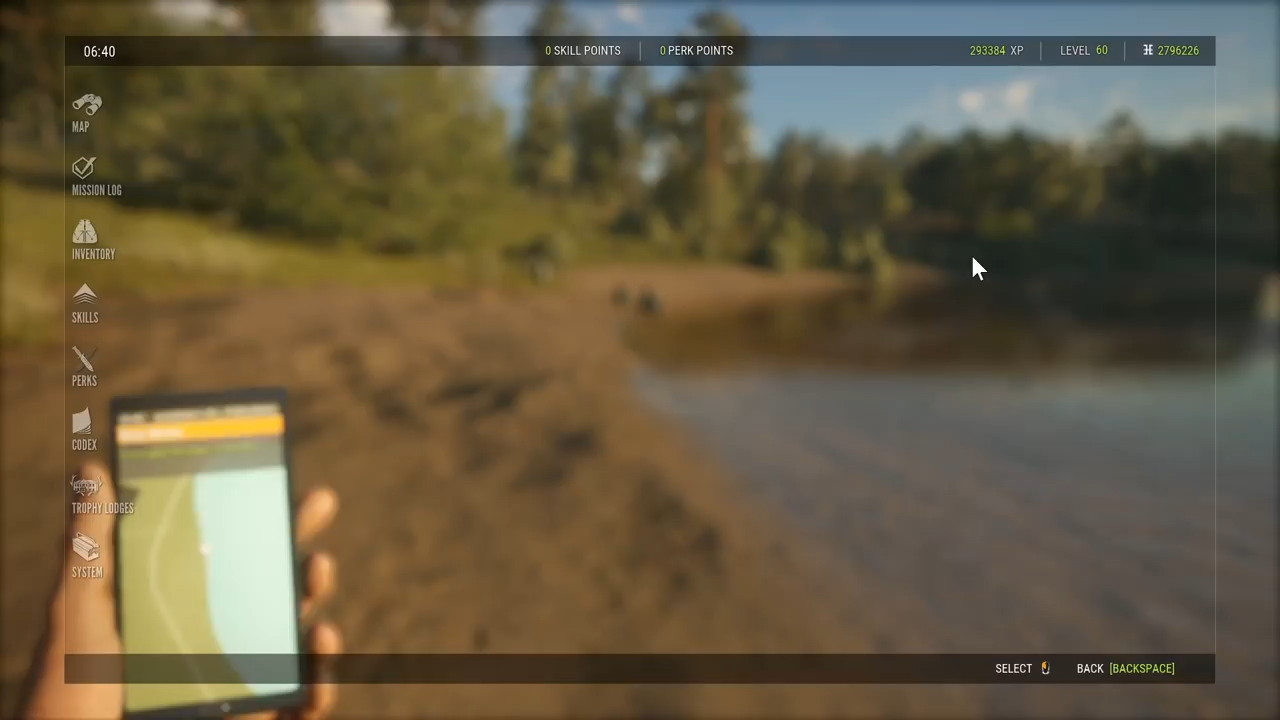 06:40
0 SKILL POINTS
0 PERK POINTS
293384 XP
LEVEL 60
2796226
MAP
MISSION LOG
INVENTORY
SKILLS
PERKS
CODEX
TROPHY LODGES
SYSTEM
SELECT
BACK [BACKSPACE]